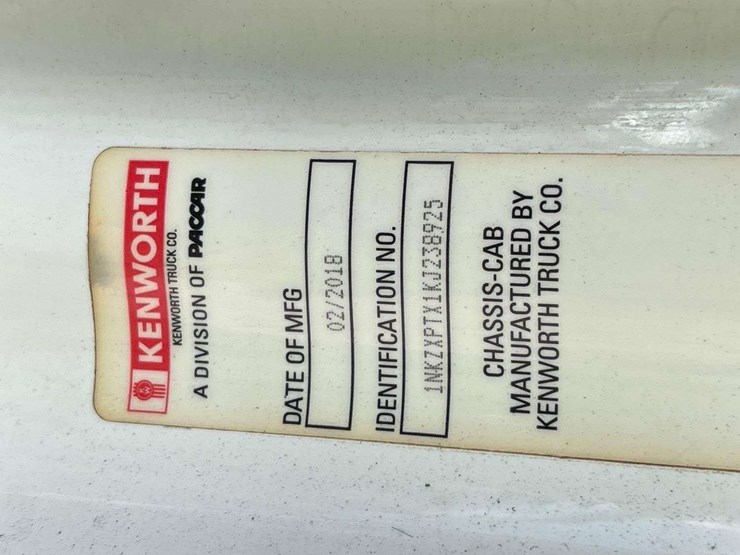 KENWORTH
KENWORTH TRUCK CO.
A DIVISION OF PACCAR
DATE OF MFG
02/2018
IDENTIFICATION NO.
1NKZXPTX1KJ238925
CHASSIS-CAB
MANUFACTURED BY
KENWORTH TRUCK CO.